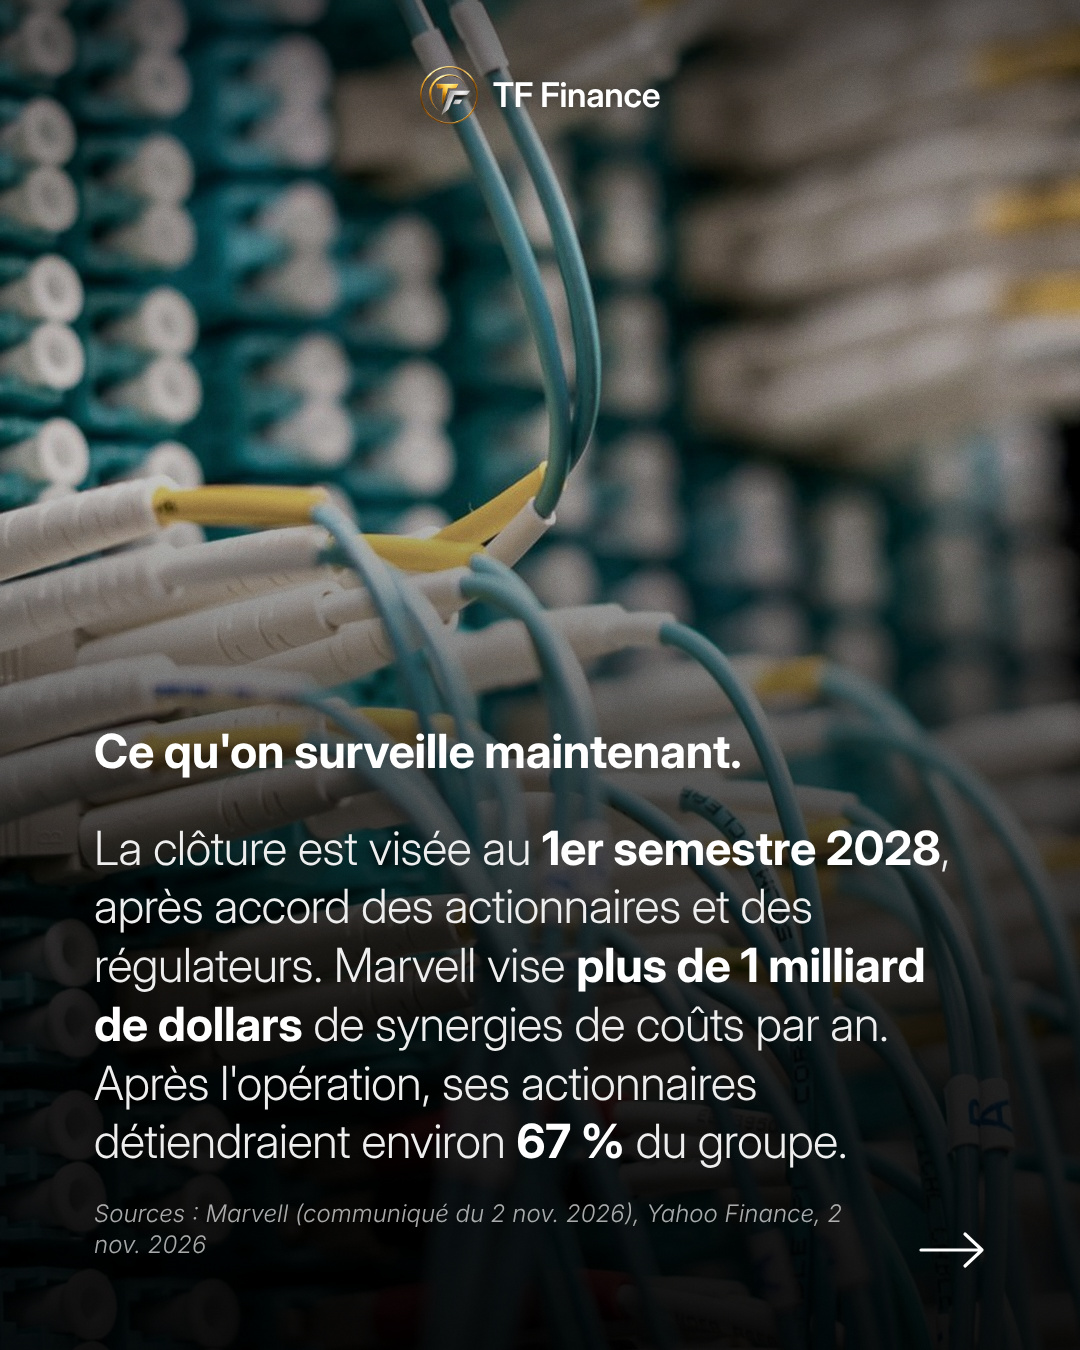 TF Finance
Ce qu'on surveille maintenant.
La clôture est visée au 1er semestre 2028,
après accord des actionnaires et des
régulateurs. Marvell vise plus de 1 milliard
de dollars de synergies de coûts par an.
Après l'opération, ses actionnaires
détiendraient environ 67 % du groupe.
Sources : Marvell (communiqué du 2 nov. 2026), Yahoo Finance, 2
nov. 2026